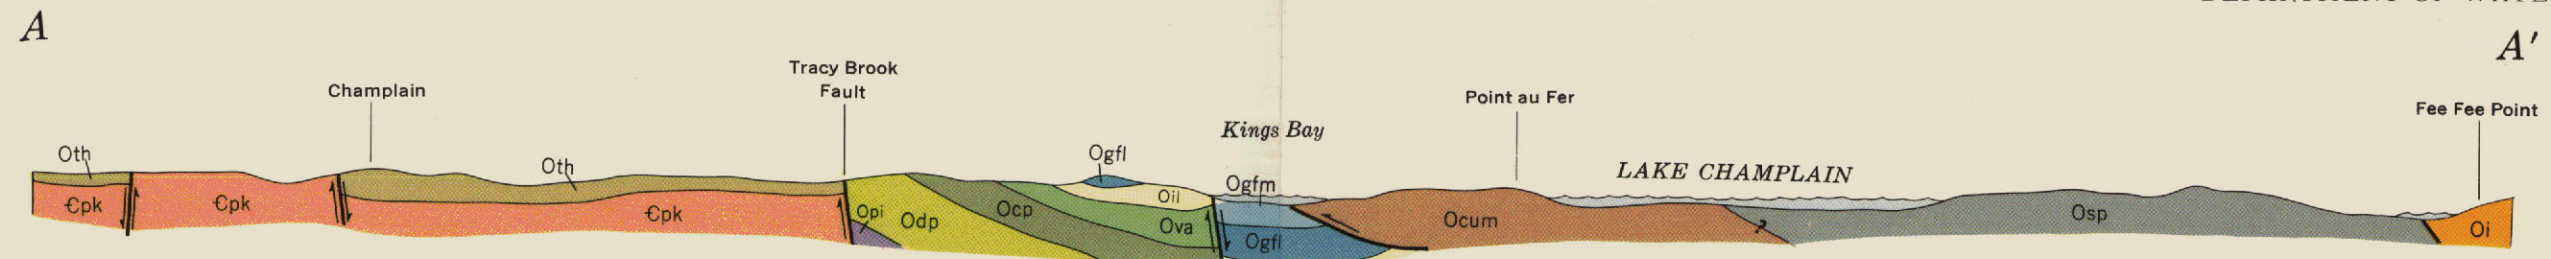 A
A′
Champlain
Tracy Brook
Fault
Kings Bay
Point au Fer
LAKE CHAMPLAIN
Fee Fee Point
Oth
Oth
Ogfl
Oil
Ogfm
Ꞓpk
Ꞓpk
Ꞓpk
Opi
Odp
Ocp
Ova
Ogfl
Ocum
?
Osp
Oi